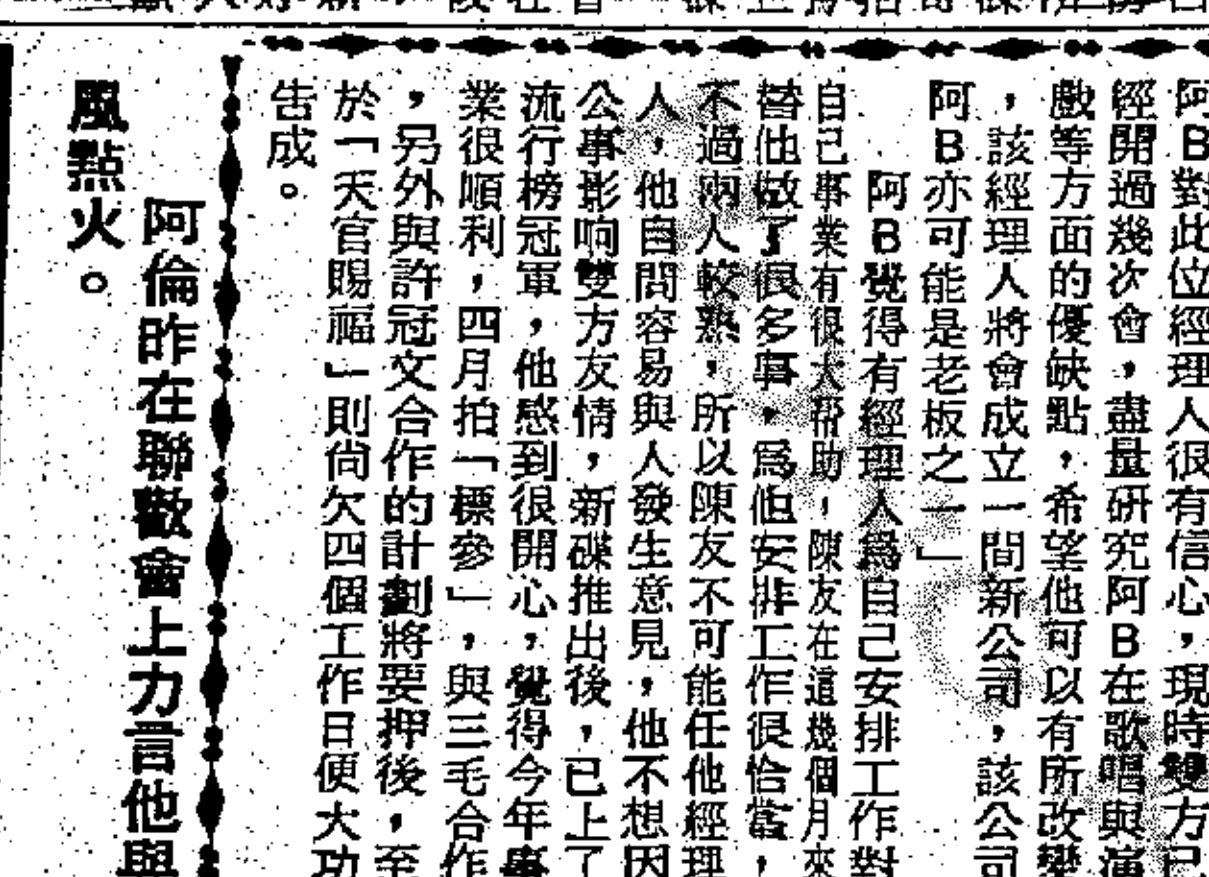 阿B對此位經理人很有信心，現時雙方已
經開過幾次會，盡量研究阿B在歌唱與演
戲等方面的優缺點，希望他可以有所改變
，該經理人將會成立一間新公司，該公司
阿B亦可能是老板之一」
阿B覺得有經理人爲自己安排工作對
自己事業有很大帮助，陳友在這幾個月來
替他做了很多事，爲他安排工作很恰當，
不過兩人較熟，所以陳友不可能任他經理
人，他自問容易與人發生意見，他不想因
公事影响雙方友情，新碟推出後，已上了
流行榜冠軍，他感到很開心，覺得今年事
業很順利，四月拍「標參」，與三毛合作
，另外與許冠文合作的計劃將要押後，至
於「天官賜福」則尙欠四個工作日便大功
告成。
阿倫昨在聯歡會上力言他與
風點火。